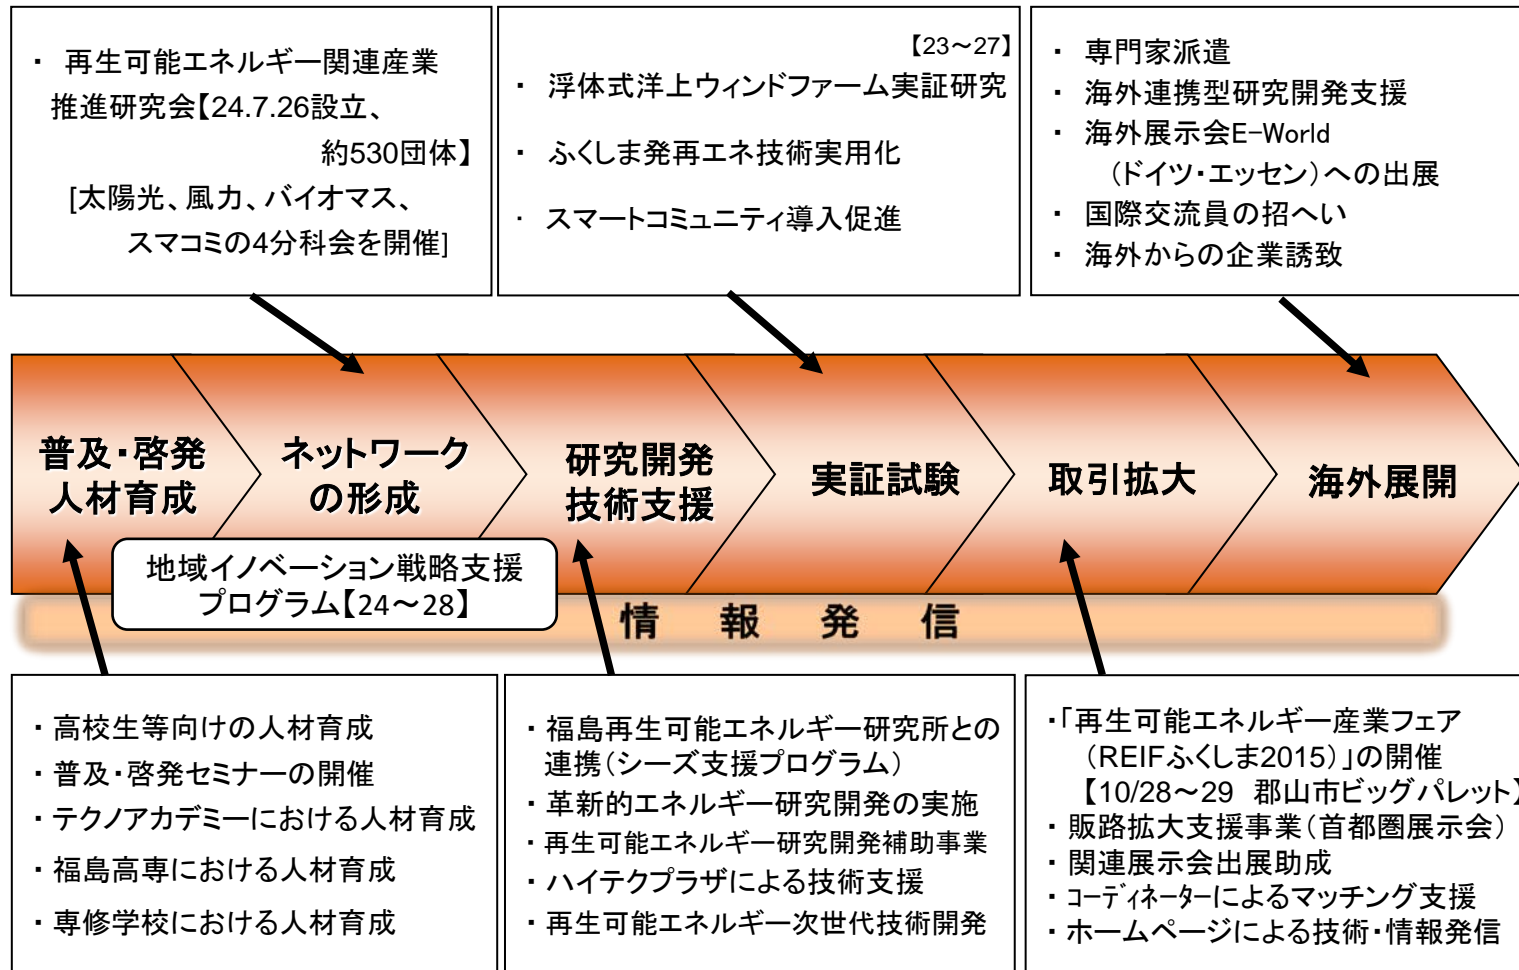 ・ 再生可能エネルギー関連産業
推進研究会【24.7.26設立、
約530団体】
[太陽光、風力、バイオマス、
スマコミの4分科会を開催]
【23～27】
・ 浮体式洋上ウィンドファーム実証研究
・ ふくしま発再エネ技術実用化
・ スマートコミュニティ導入促進
・ 専門家派遣
・ 海外連携型研究開発支援
・ 海外展示会E-World
（ドイツ・エッセン）への出展
・ 国際交流員の招へい
・ 海外からの企業誘致
普及・啓発
人材育成
ネットワーク
の形成
研究開発
技術支援
実証試験
取引拡大
海外展開
地域イノベーション戦略支援
プログラム【24～28】
情 報 発 信
・高校生等向けの人材育成
・普及・啓発セミナーの開催
・テクノアカデミーにおける人材育成
・福島高専における人材育成
・専修学校における人材育成
・福島再生可能エネルギー研究所との
連携（シーズ支援プログラム）
・革新的エネルギー研究開発の実施
・再生可能エネルギー研究開発補助事業
・ハイテクプラザによる技術支援
・再生可能エネルギー次世代技術開発
・「再生可能エネルギー産業フェア
（REIFふくしま2015）」の開催
【10/28～29 郡山市ビッグパレット】
・販路拡大支援事業（首都圏展示会）
・関連展示会出展助成
・コーディネーターによるマッチング支援
・ホームページによる技術・情報発信